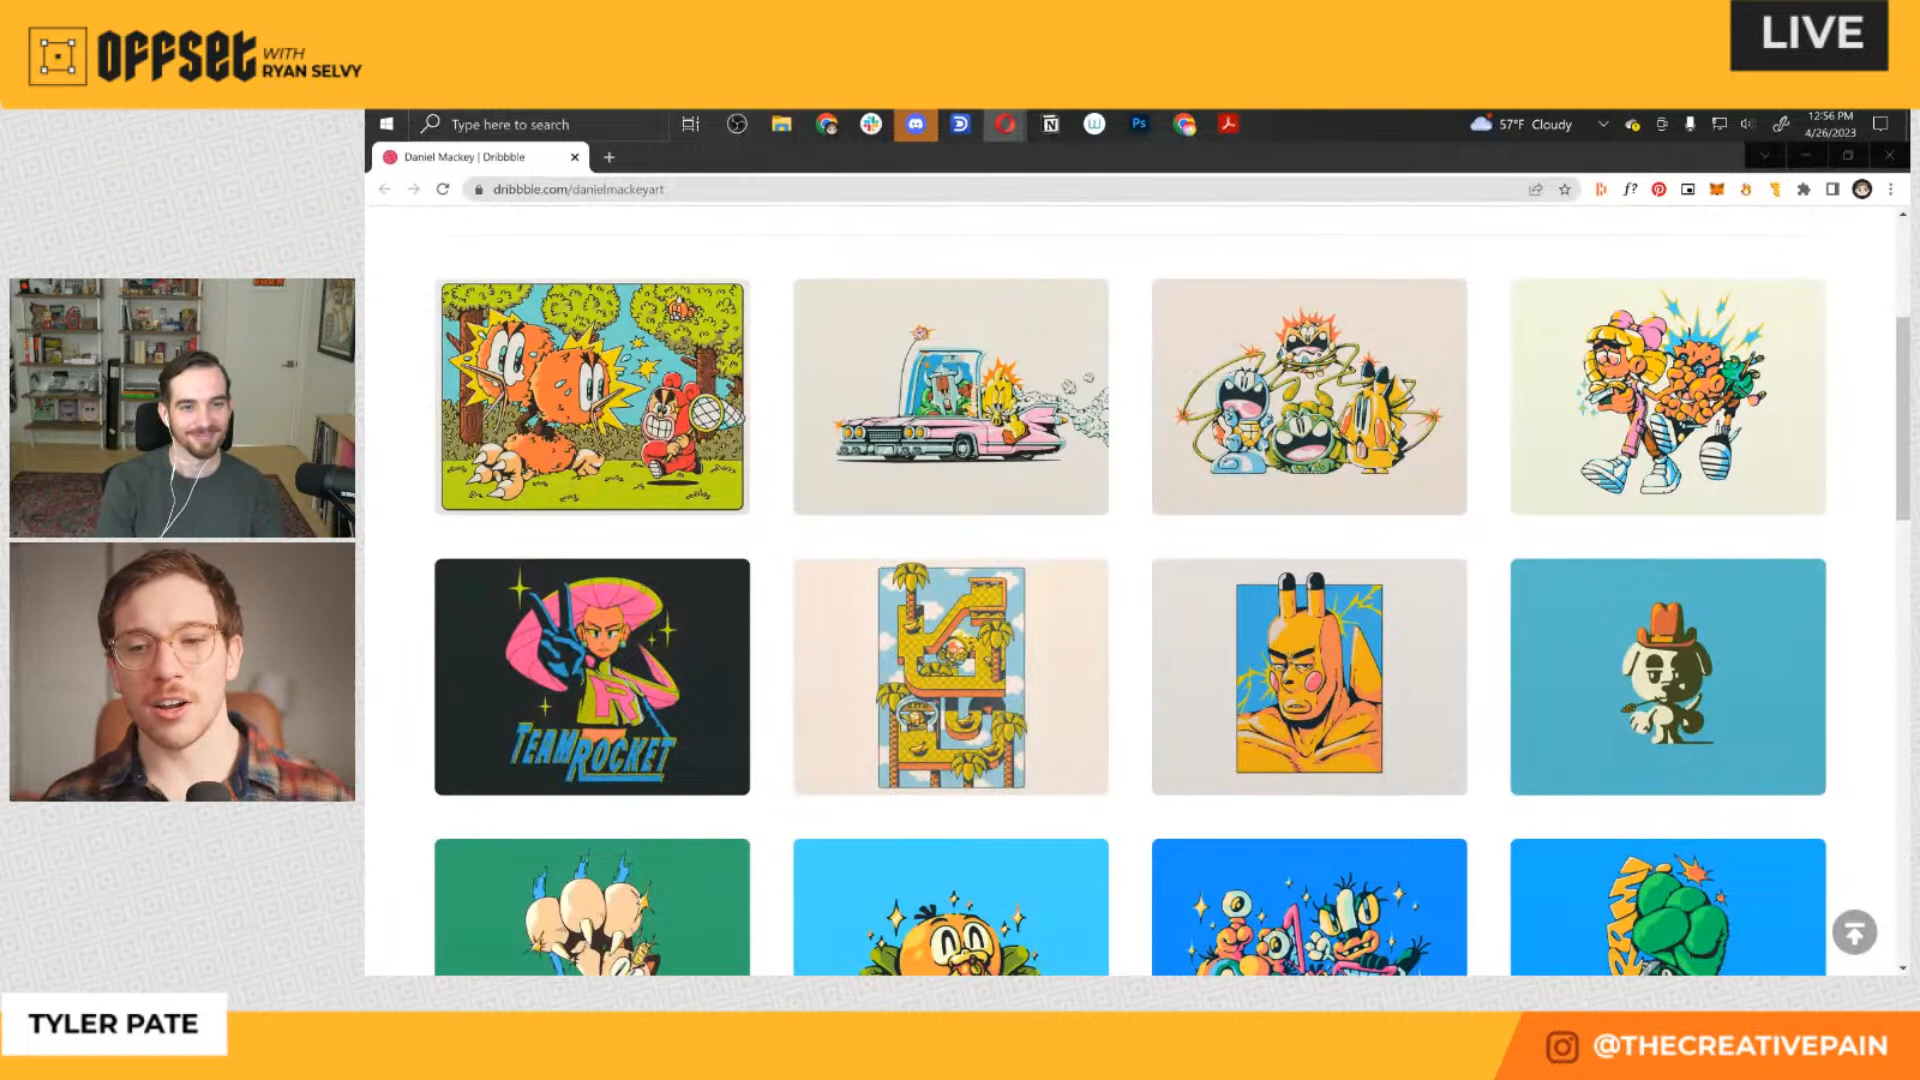 OFFSET
WITH
RYAN SELVY
LIVE
Type here to search
Ps
57°F Cloudy
12:56 PM
4/26/2023
Daniel Mackey | Dribbble
dribbble.com/danielmackeyart
f?
R
TEAM ROCKET
TYLER PATE
@THECREATIVEPAIN